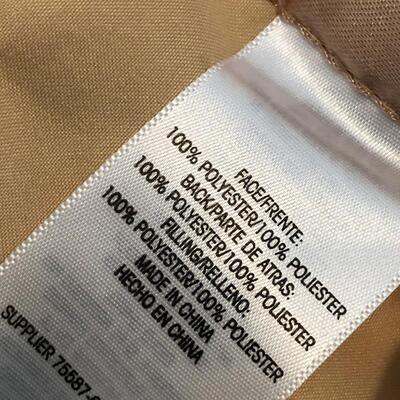 FACE/FRENTE:
100% POLYESTER/100% POLIESTER
BACK/PARTE DE ATRAS:
100% POLYESTER/100% POLIESTER
FILLING/RELLENO:
100% POLYESTER/100% POLIESTER
MADE IN CHINA
HECHO EN CHINA
SUPPLIER 75587-